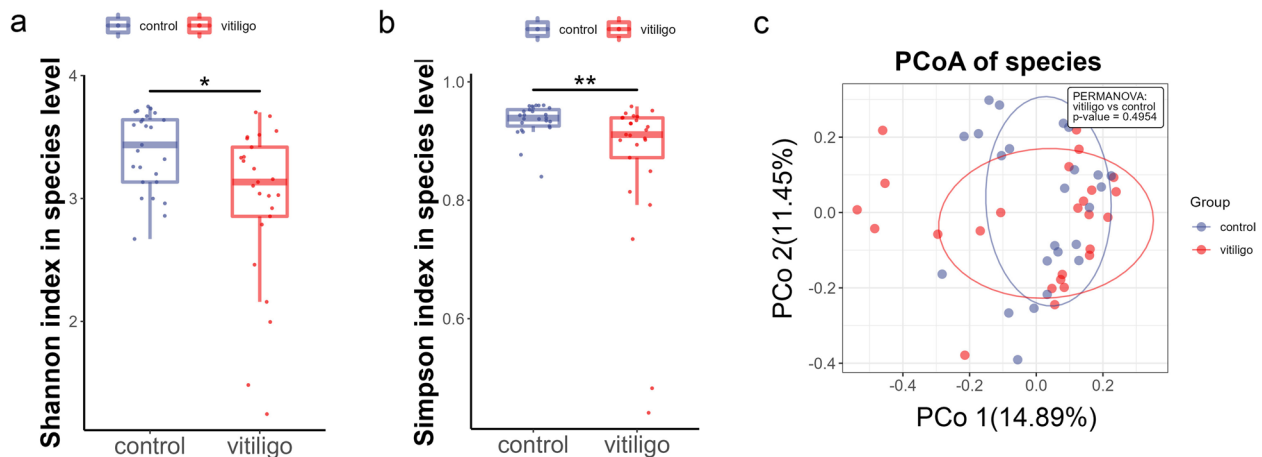 a
control
vitiligo
Shannon index in species level
4
3
2
*
control
vitiligo
b
control
vitiligo
Simpson index in species level
1.0
0.8
0.6
**
control
vitiligo
c
PCoA of species
PERMANOVA:
vitiligo vs control
p-value = 0.4954
PCo 2(11.45%)
0.2
0.0
-0.2
-0.4
-0.4
-0.2
0.0
0.2
PCo 1(14.89%)
Group
control
vitiligo